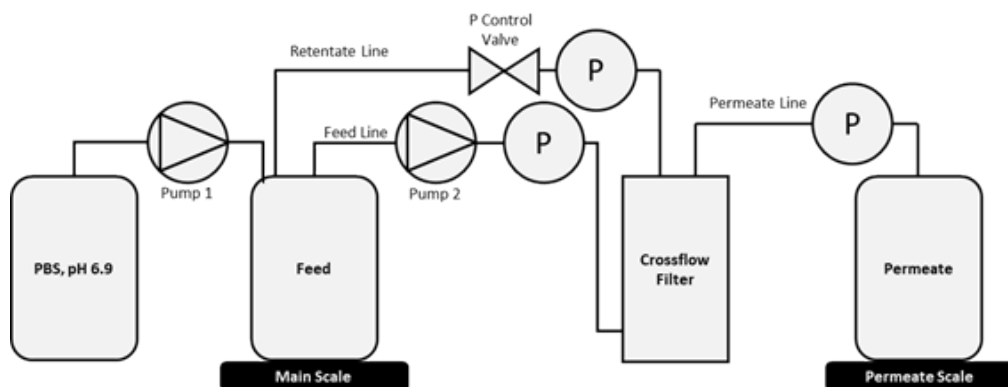 P Control
Valve
Retentate Line
P
Permeate Line
P
Feed Line
P
Pump 1
Pump 2
PBS, pH 6.9
Feed
Crossflow
Filter
Permeate
Main Scale
Permeate Scale